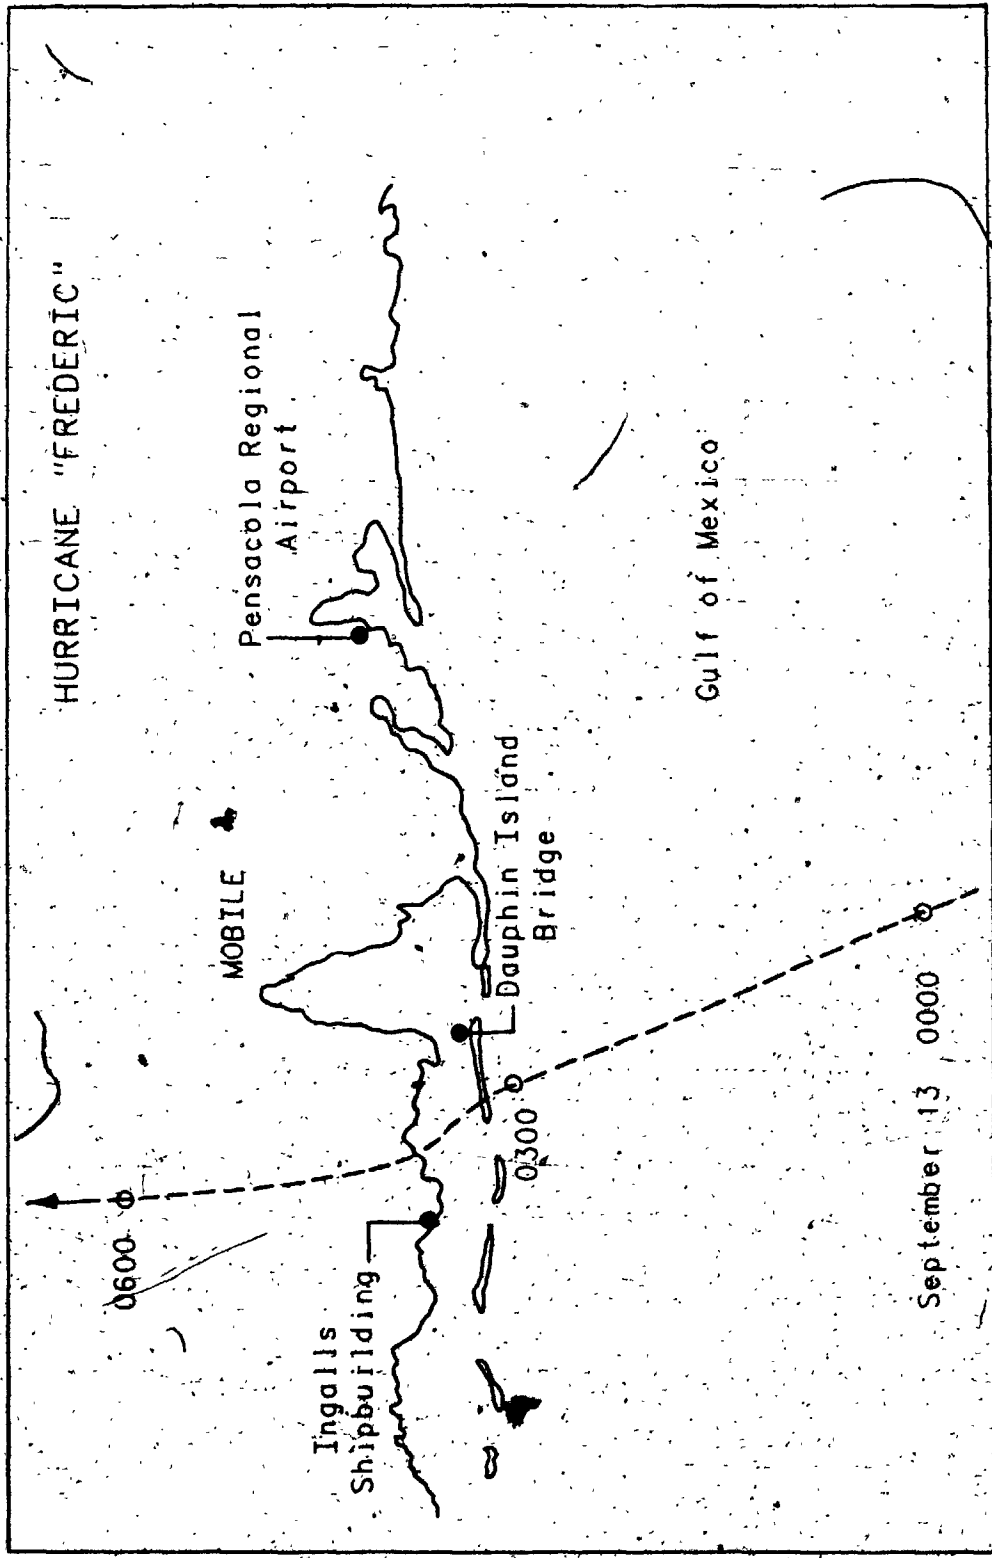 HURRICANE "FREDERIC"
Pensacola Regional
Airport
MOBILE
Dauphin Island
Bridge
Gulf of Mexico
0600
Ingalls
Shipbuilding
0300
September 13 0000